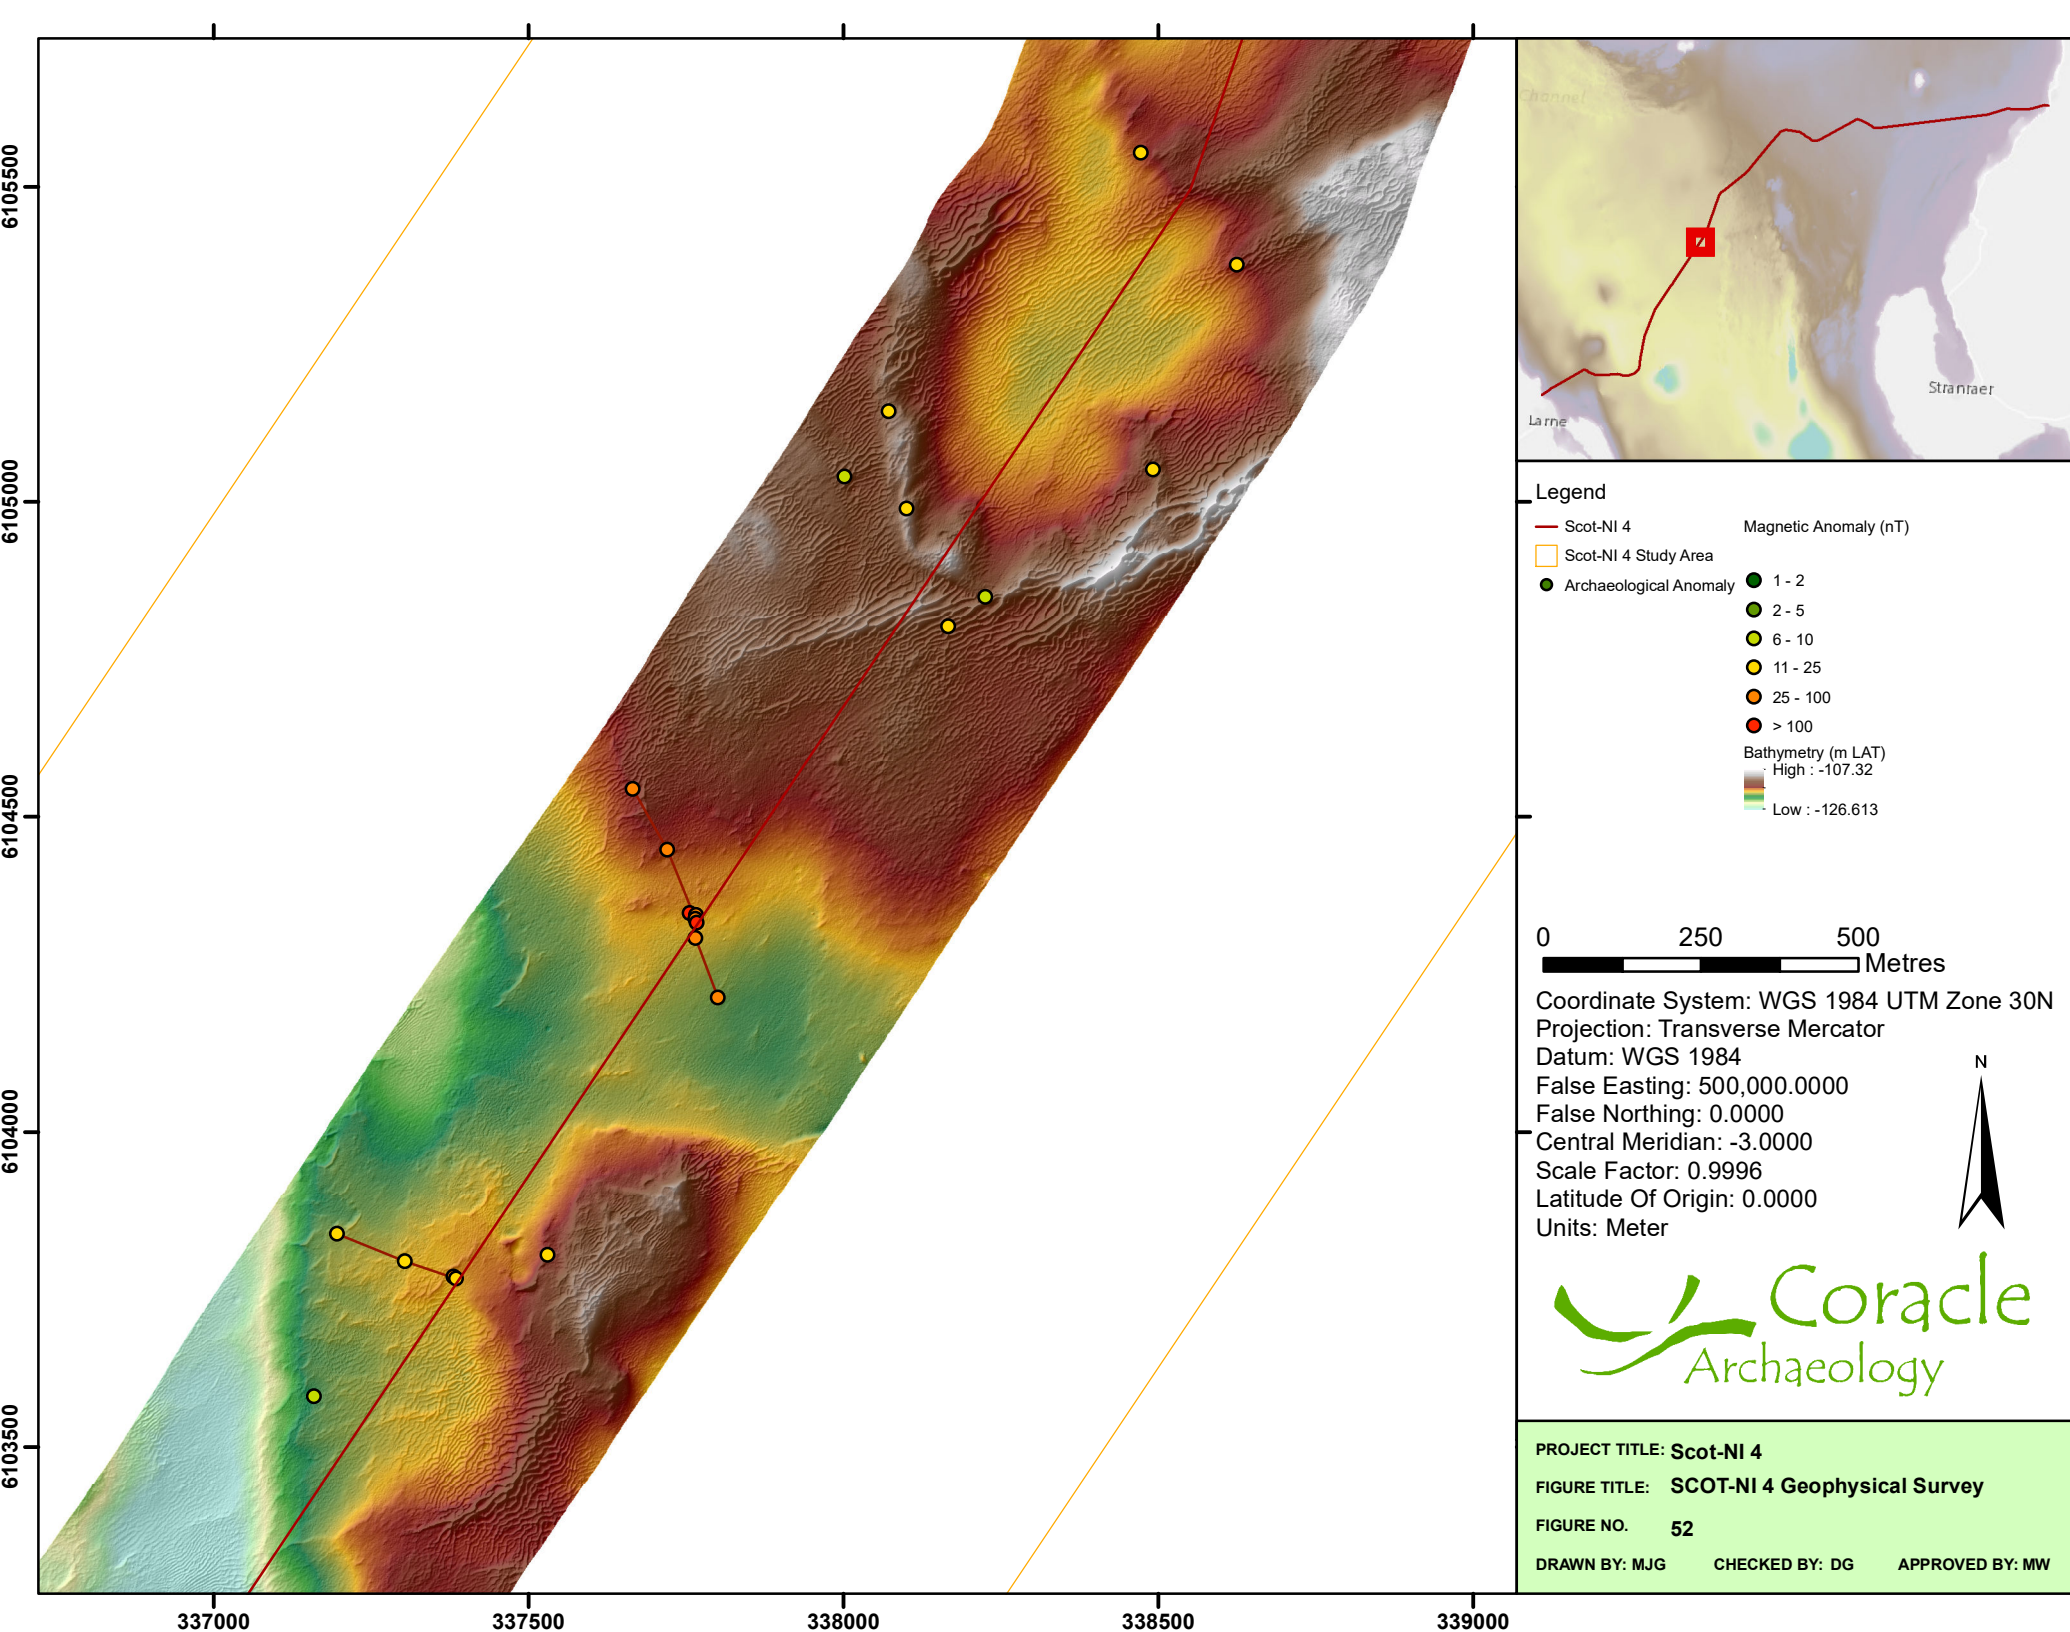 6105500
6105000
6104500
6104000
6103500
337000
337500
338000
338500
339000
Channel
Stranraer
Larne
Legend
Scot-NI 4
Scot-NI 4 Study Area
Archaeological Anomaly
Magnetic Anomaly (nT)
1 - 2
2 - 5
6 - 10
11 - 25
25 - 100
> 100
Bathymetry (m LAT)
High : -107.32
Low : -126.613
0 250 500
Metres
Coordinate System: WGS 1984 UTM Zone 30N
Projection: Transverse Mercator
Datum: WGS 1984
False Easting: 500,000.0000
False Northing: 0.0000
Central Meridian: -3.0000
Scale Factor: 0.9996
Latitude Of Origin: 0.0000
Units: Meter
N
Coracle
Archaeology
PROJECT TITLE: Scot-NI 4
FIGURE TITLE: SCOT-NI 4 Geophysical Survey
FIGURE NO. 52
DRAWN BY: MJG CHECKED BY: DG APPROVED BY: MW